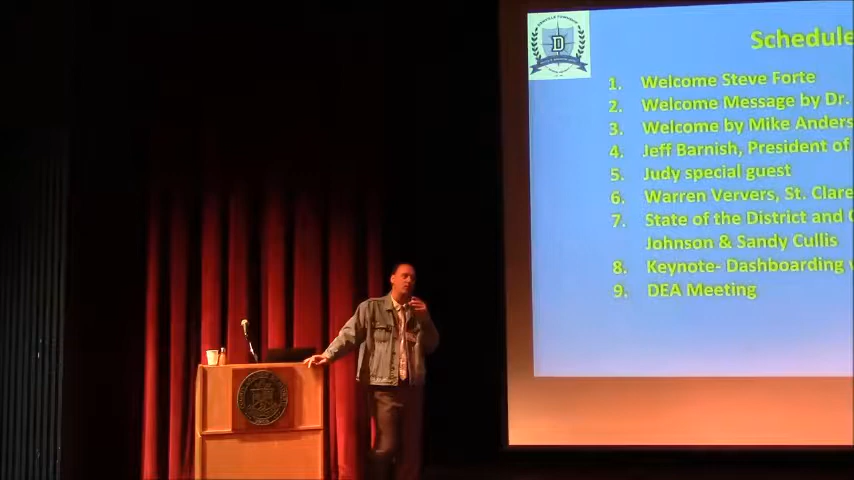 D
Schedule
1. Welcome Steve Forte
2. Welcome Message by Dr.
3. Welcome by Mike Anders
4. Jeff Barnish, President of
5. Judy special guest
6. Warren Ververs, St. Clare
7. State of the District and
Johnson & Sandy Cullis
8. Keynote- Dashboarding
9. DEA Meeting